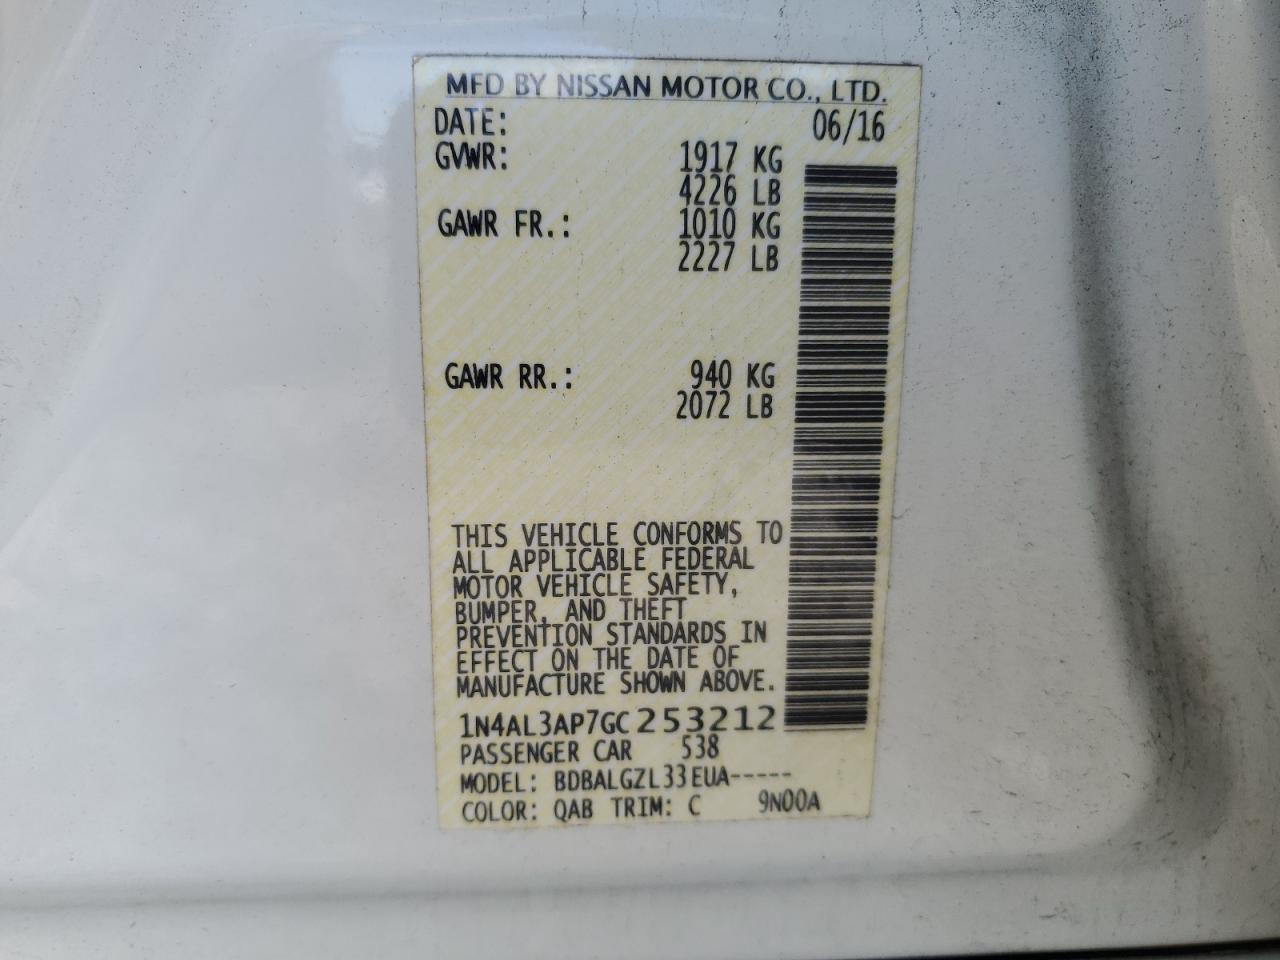 MFD BY NISSAN MOTOR CO., LTD.
DATE: 06/16
GVWR: 1917 KG
4226 LB
GAWR FR.: 1010 KG
2227 LB
GAWR RR.: 940 KG
2072 LB
THIS VEHICLE CONFORMS TO
ALL APPLICABLE FEDERAL
MOTOR VEHICLE SAFETY,
BUMPER, AND THEFT
PREVENTION STANDARDS IN
EFFECT ON THE DATE OF
MANUFACTURE SHOWN ABOVE.
1N4AL3AP7GC253212
PASSENGER CAR 538
MODEL: BDBALGZL33EUA-----
COLOR: QAB TRIM: C 9N00A